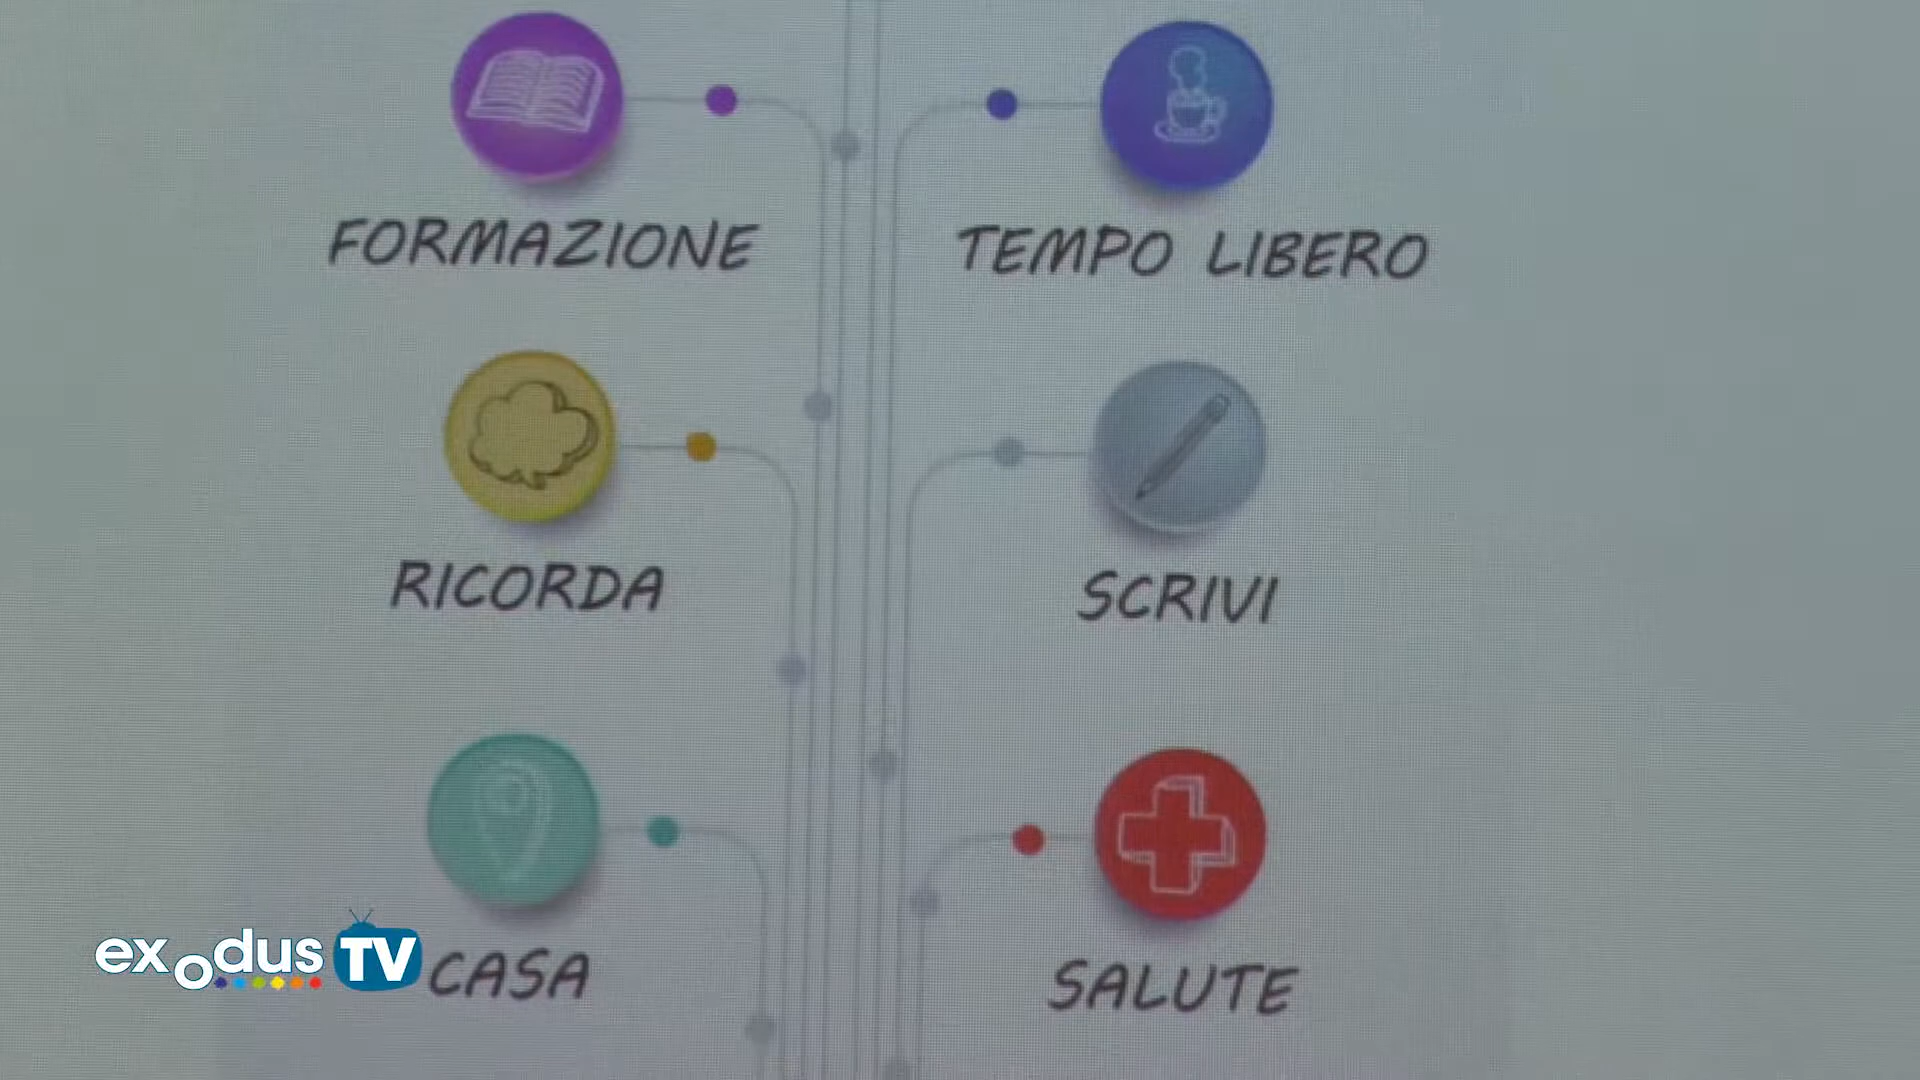 FORMAZIONE
TEMPO LIBERO
RICORDA
SCRIVI
CASA
SALUTE
exodus TV